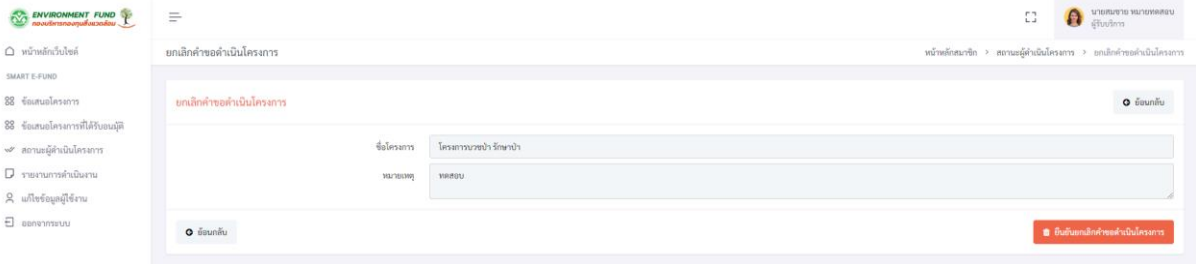 ENVIRONMENT FUND
กองบริหารกองทุนสิ่งแวดล้อม
นายสมชาย หมายทดสอบ
ผู้รับบริการ
หน้าหลักเว็บไซต์
ยกเลิกคำขอดำเนินโครงการ
หน้าหลักสมาชิก > สถานะผู้ดำเนินโครงการ > ยกเลิกคำขอดำเนินโครงการ
SMART E-FUND
ข้อเสนอโครงการ
ข้อเสนอโครงการที่ได้รับอนุมัติ
สถานะผู้ดำเนินโครงการ
รายงานการดำเนินงาน
แก้ไขข้อมูลผู้ใช้งาน
ออกจากระบบ
ยกเลิกคำขอดำเนินโครงการ
ย้อนกลับ
ชื่อโครงการ โครงการบวชป่า รักษาป่า
หมายเหตุ ทดสอบ
ย้อนกลับ
ยืนยันยกเลิกคำขอดำเนินโครงการ